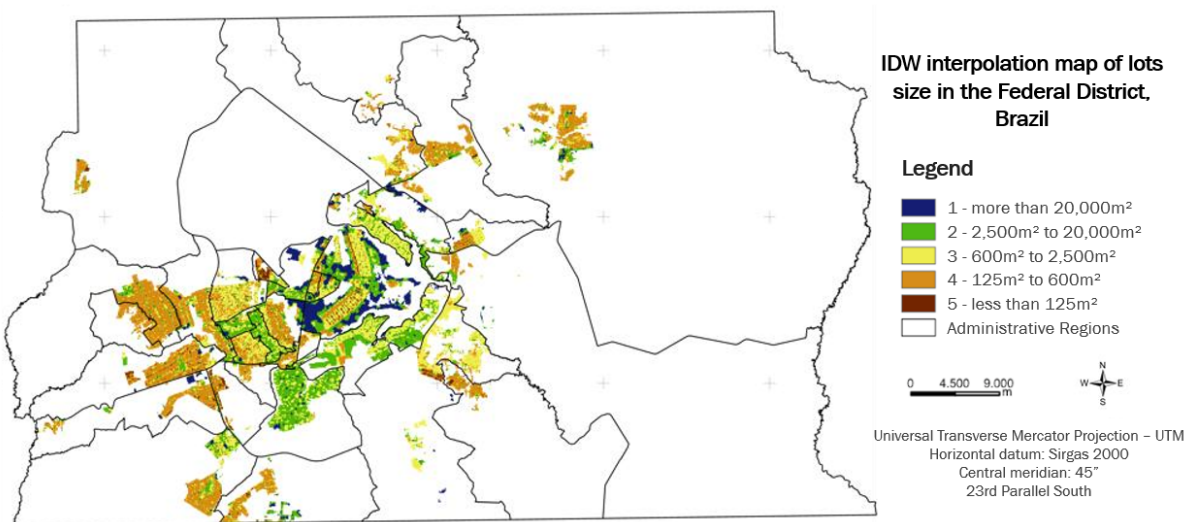 IDW interpolation map of lots
size in the Federal District,
Brazil
Legend
1 - more than 20,000m²
2 - 2,500m² to 20,000m²
3 - 600m² to 2,500m²
4 - 125m² to 600m²
5 - less than 125m²
Administrative Regions
0 4.500 9.000
m
N
W E
S
Universal Transverse Mercator Projection – UTM
Horizontal datum: Sirgas 2000
Central meridian: 45”
23rd Parallel South